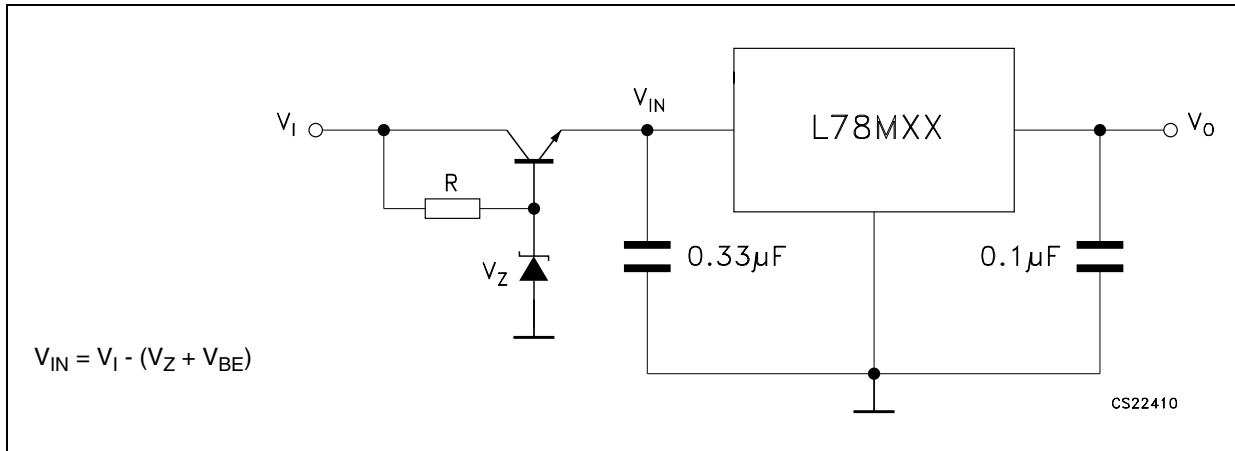 V_IN
V_I
L78MXX
V_O
R
0.33µF
0.1µF
V_Z
V_IN = V_I - (V_Z + V_BE)
CS22410